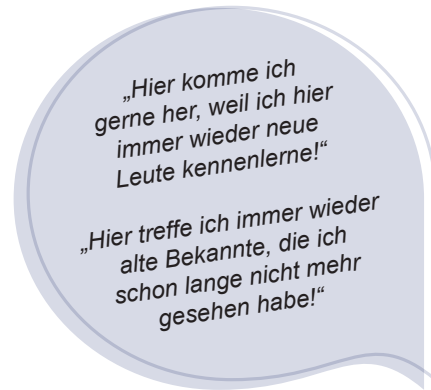 „Hier komme ich
gerne her, weil ich hier
immer wieder neue
Leute kennenlerne!“
„Hier treffe ich immer wieder
alte Bekannte, die ich
schon lange nicht mehr
gesehen habe!“